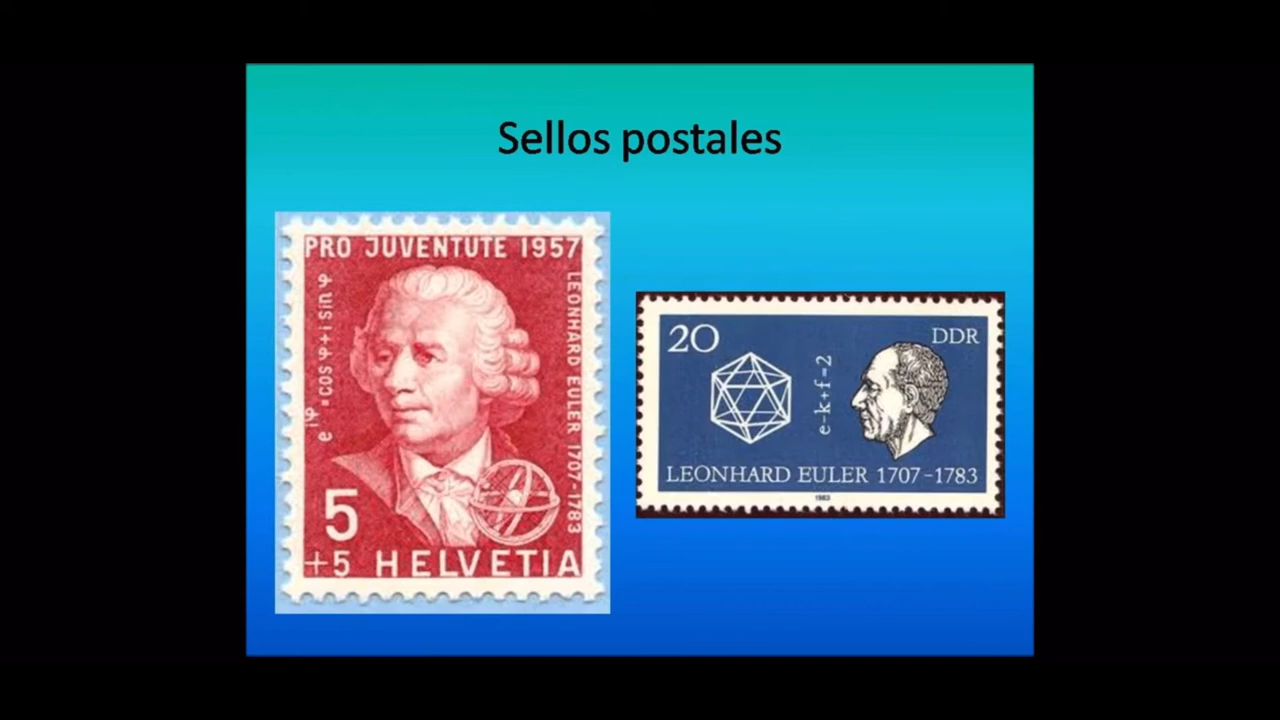 Sellos postales
PRO JUVENTUTE 1957
e^iφ = cos φ + i sin φ
LEONHARD EULER 1707-1783
5
+5 HELVETIA
20
DDR
e-k+f=2
LEONHARD EULER 1707-1783
1983